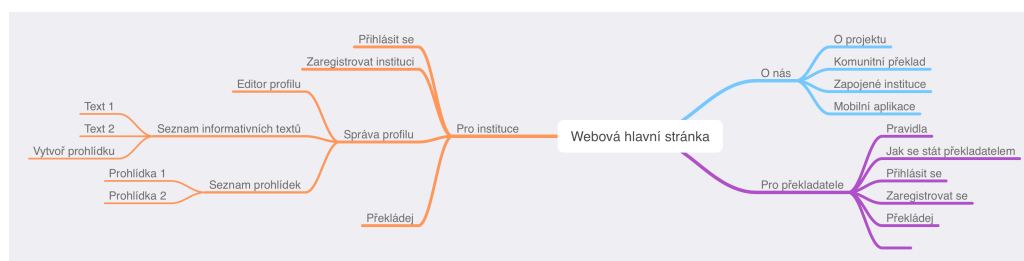 Webová hlavní stránka
O nás
O projektu
Komunitní překlad
Zapojené instituce
Mobilní aplikace
Pro překladatele
Pravidla
Jak se stát překladatelem
Přihlásit se
Zaregistrovat se
Překládej
Pro instituce
Přihlásit se
Zaregistrovat instituci
Správa profilu
Editor profilu
Seznam informativních textů
Text 1
Text 2
Vytvoř prohlídku
Seznam prohlídek
Prohlídka 1
Prohlídka 2
Překládej